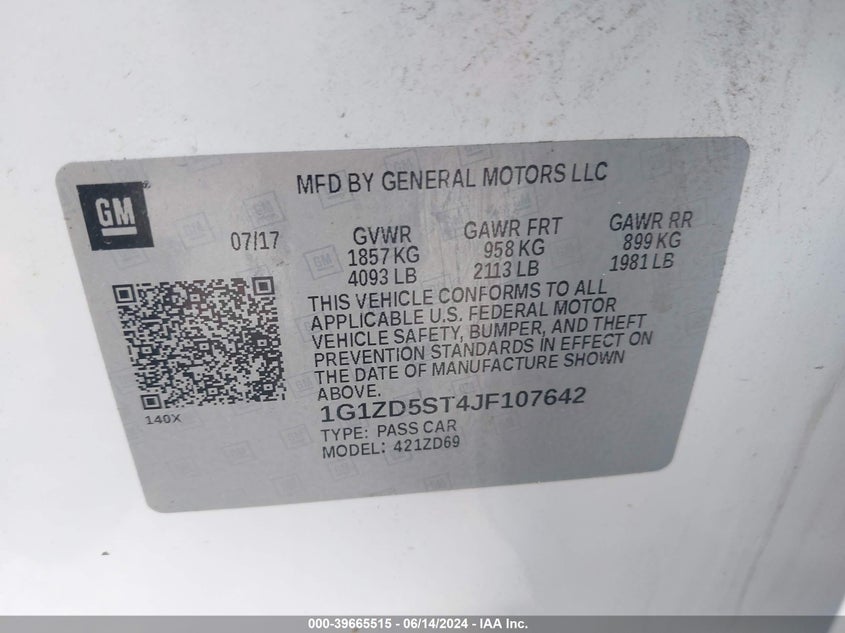 GM
MFD BY GENERAL MOTORS LLC
07/17
GVWR
1857 KG
4093 LB
GAWR FRT
958 KG
2113 LB
GAWR RR
899 KG
1981 LB
THIS VEHICLE CONFORMS TO ALL
APPLICABLE U.S. FEDERAL MOTOR
VEHICLE SAFETY, BUMPER, AND THEFT
PREVENTION STANDARDS IN EFFECT ON
THE DATE OF MANUFACTURE SHOWN
ABOVE.
140X
1G1ZD5ST4JF107642
TYPE: PASS CAR
MODEL: 421ZD69
000-39665515 - 06/14/2024 - IAA Inc.